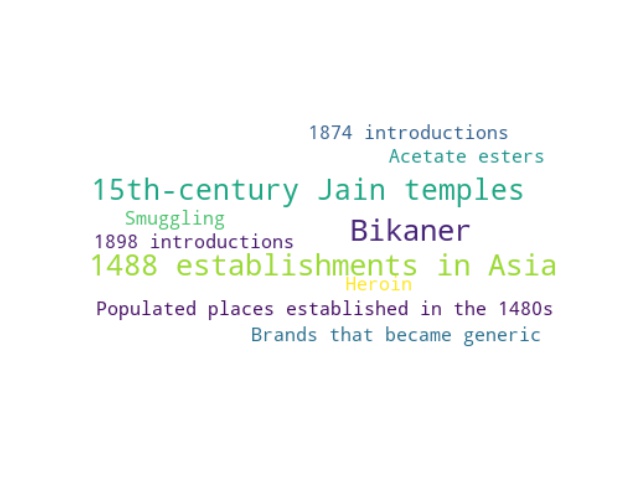 1874 introductions
Acetate esters
15th-century Jain temples
Smuggling
Bikaner
1898 introductions
1488 establishments in Asia
Heroin
Populated places established in the 1480s
Brands that became generic